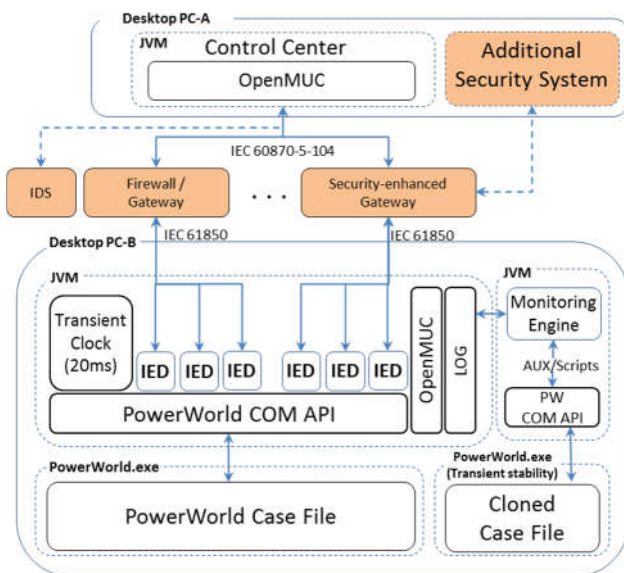 Desktop PC-A
JVM
Control Center
OpenMUC
Additional
Security System
IEC 60870-5-104
IDS
Firewall /
Gateway
. . .
Security-enhanced
Gateway
IEC 61850
IEC 61850
Desktop PC-B
JVM
Transient
Clock
(20ms)
IED
IED
IED
IED
IED
IED
OpenMUC
LOG
PowerWorld COM API
JVM
Monitoring
Engine
AUX/Scripts
PW
COM API
PowerWorld.exe
PowerWorld Case File
PowerWorld.exe
(Transient stability)
Cloned
Case File